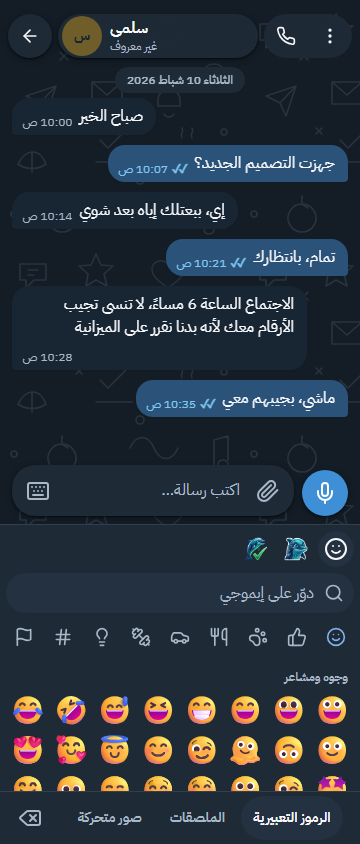 سلمى
غير معروف
س
الثلاثاء 10 شباط 2026
صباح الخير 10:00 ص
جهزت التصميم الجديد؟ 10:07 ص
إي، ببعتلك إياه بعد شوي 10:14 ص
تمام، بانتظارك 10:21 ص
الاجتماع الساعة 6 مساءً، لا تنسى تجيب
الأرقام معك لأنه بدنا نقرر على الميزانية
10:28 ص
ماشي، بجيبهم معي 10:35 ص
اكتب رسالة...
دوّر على إيموجي
وجوه ومشاعر
الرموز التعبيرية
الملصقات
صور متحركة